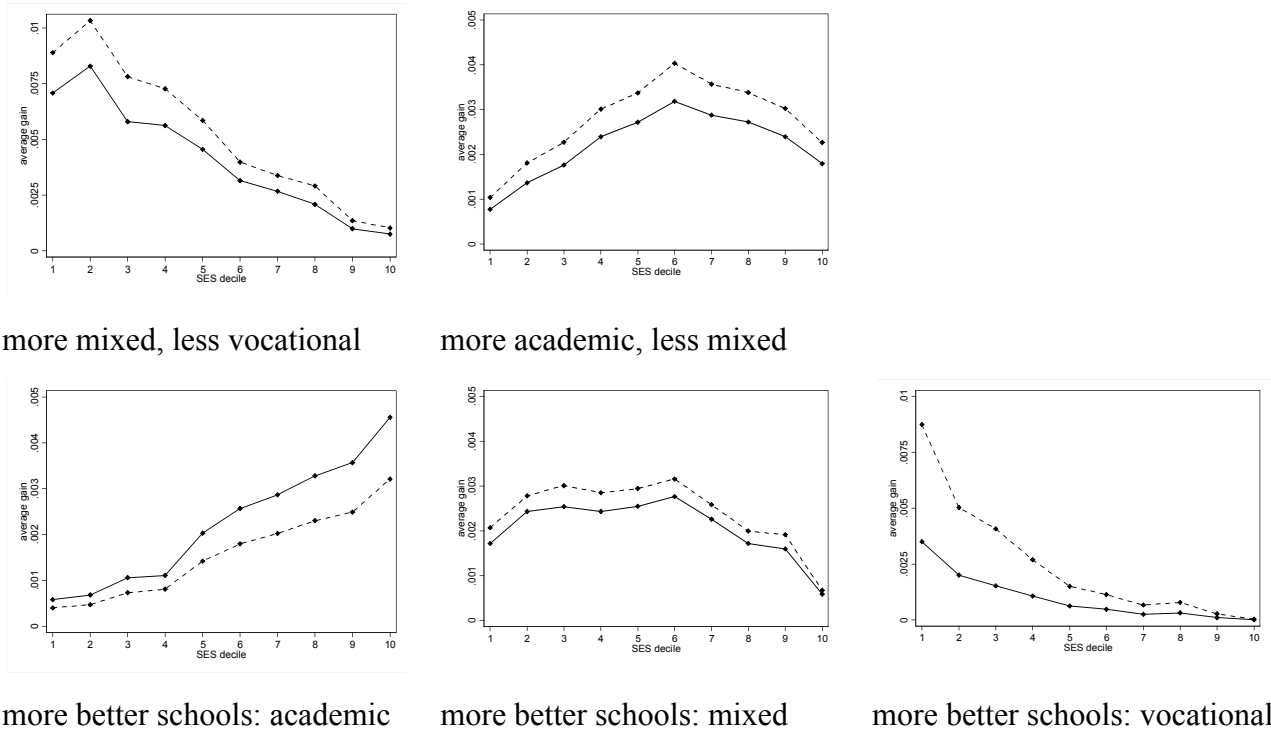 .01
.0075
.005
.0025
0
average gain
1 2 3 4 5 6 7 8 9 10
SES decile
.005
.004
.003
.002
.001
0
average gain
1 2 3 4 5 6 7 8 9 10
SES decile
more mixed, less vocational
more academic, less mixed
.005
.004
.003
.002
.001
0
average gain
1 2 3 4 5 6 7 8 9 10
SES decile
.005
.004
.003
.002
.001
0
average gain
1 2 3 4 5 6 7 8 9 10
SES decile
.01
.0075
.005
.0025
0
average gain
1 2 3 4 5 6 7 8 9 10
SES decile
more better schools: academic
more better schools: mixed
more better schools: vocational